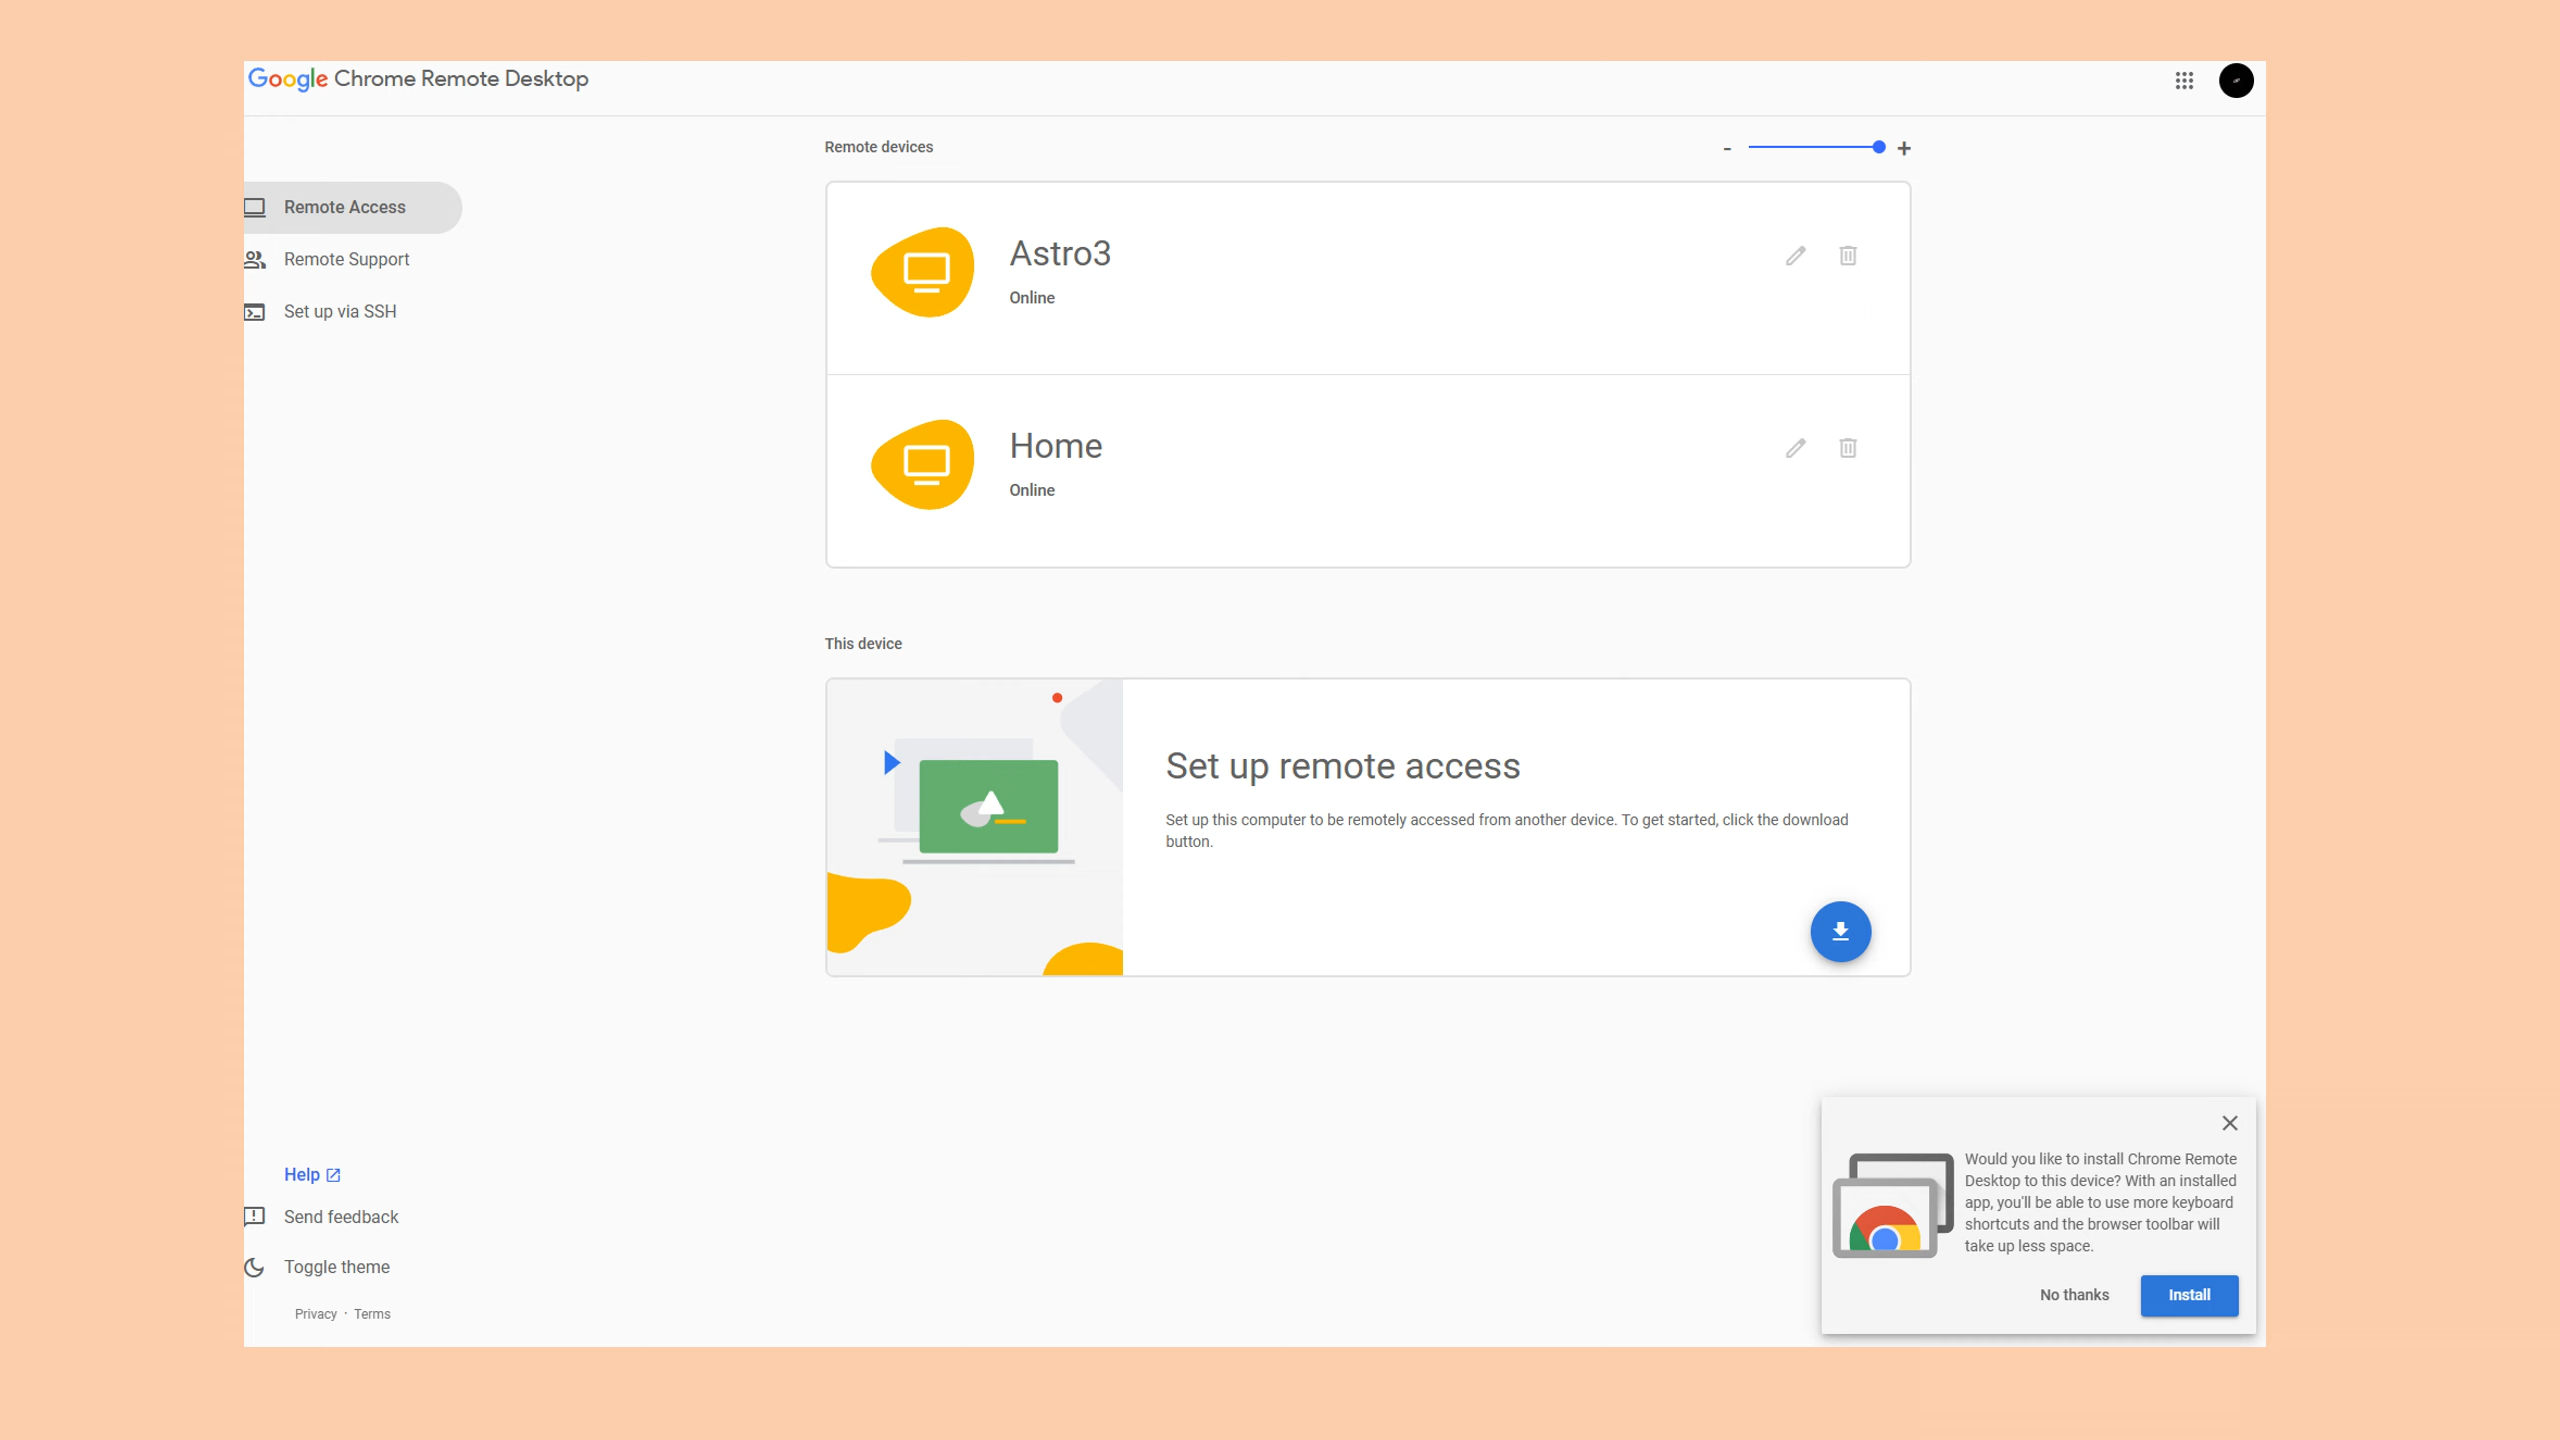 Google Chrome Remote Desktop
Remote devices
- +
Remote Access
Remote Support
Set up via SSH
Astro3
Online
Home
Online
This device
Set up remote access
Set up this computer to be remotely accessed from another device. To get started, click the download
button.
Help
Send feedback
Toggle theme
Privacy · Terms
Would you like to install Chrome Remote
Desktop to this device? With an installed
app, you'll be able to use more keyboard
shortcuts and the browser toolbar will
take up less space.
No thanks
Install